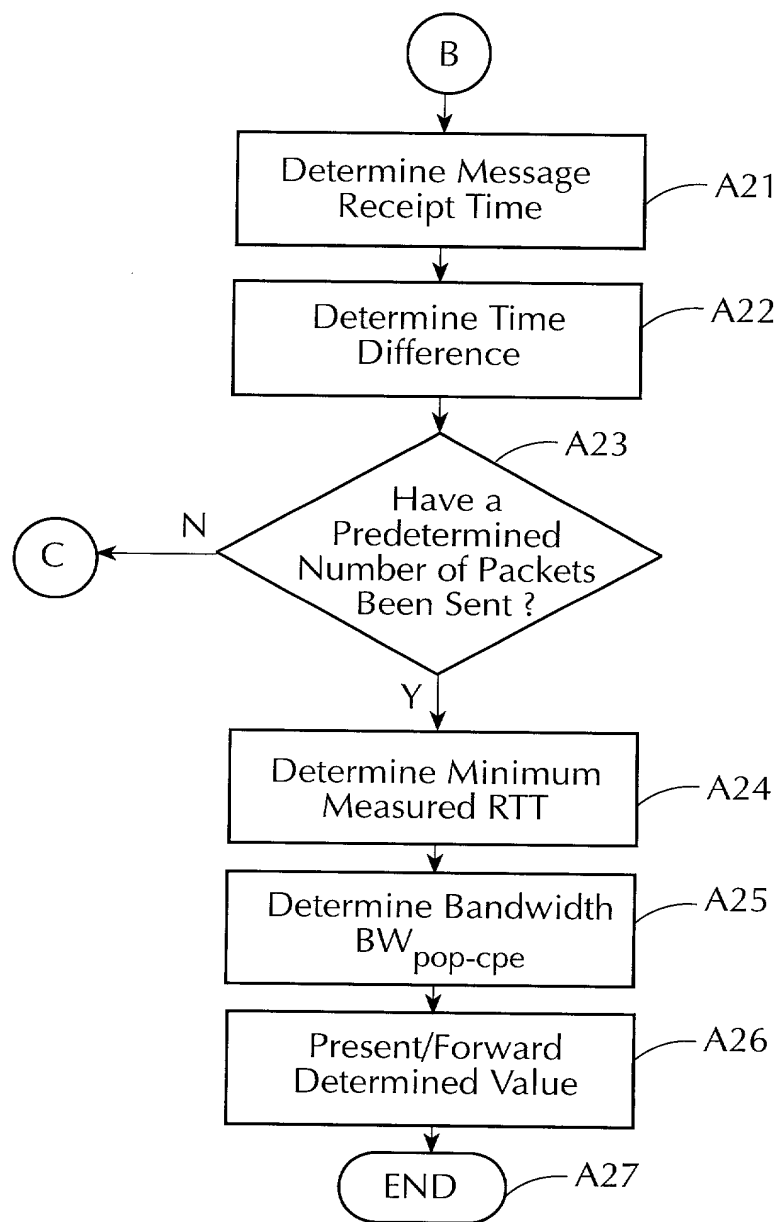 B
Determine Message
Receipt Time
A21
Determine Time
Difference
A22
A23
Have a
Predetermined
Number of Packets
Been Sent ?
N
C
Y
Determine Minimum
Measured RTT
A24
Determine Bandwidth
BWpop-cpe
A25
Present/Forward
Determined Value
A26
END
A27